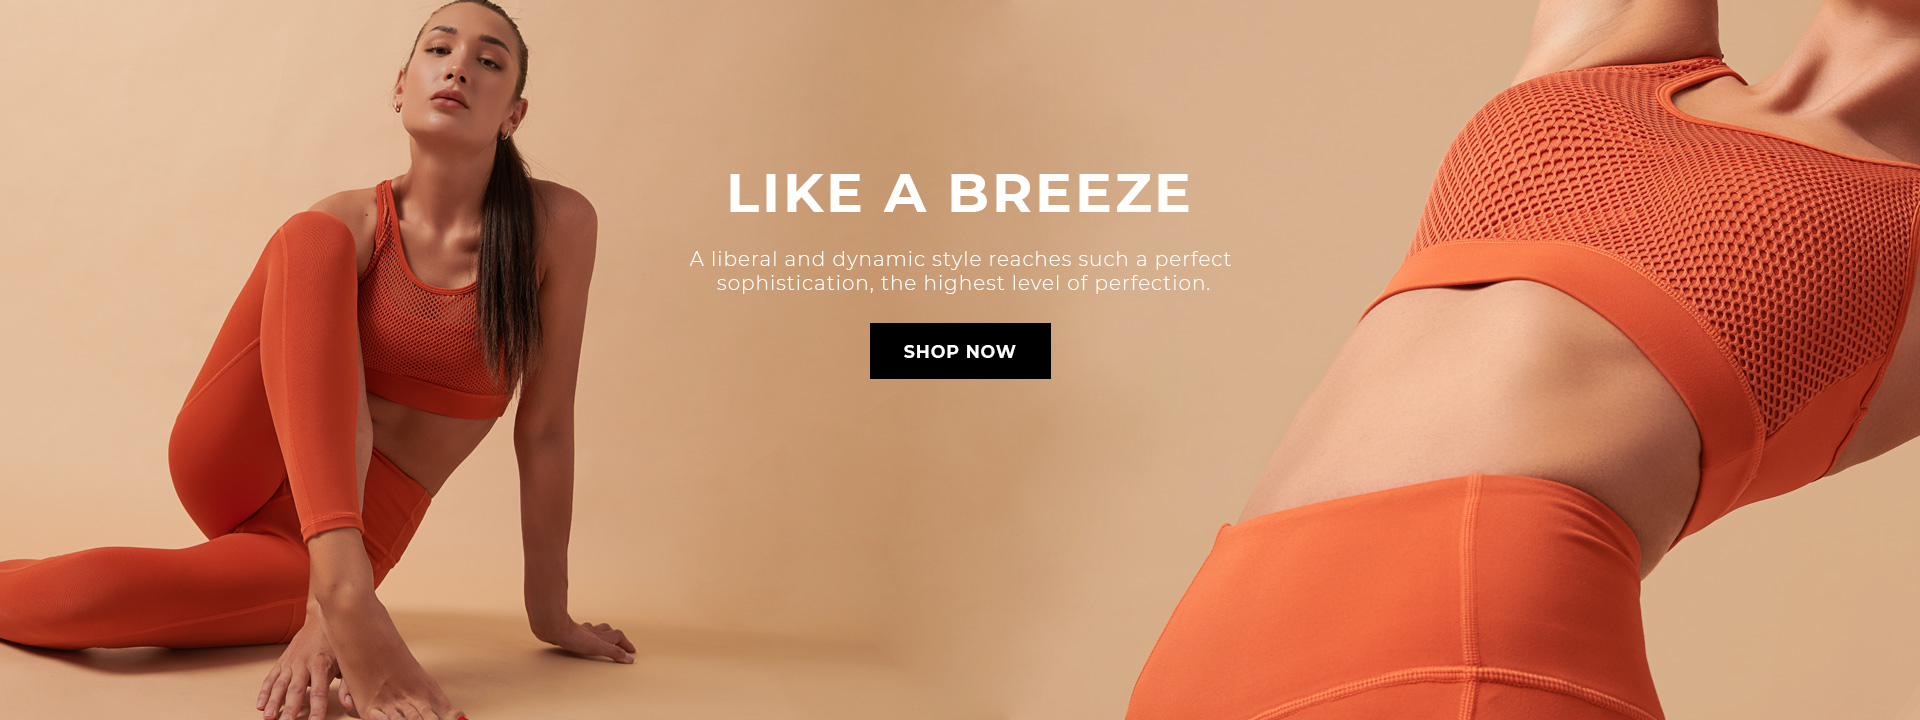 LIKE A BREEZE
A liberal and dynamic style reaches such a perfect
sophistication, the highest level of perfection.
SHOP NOW